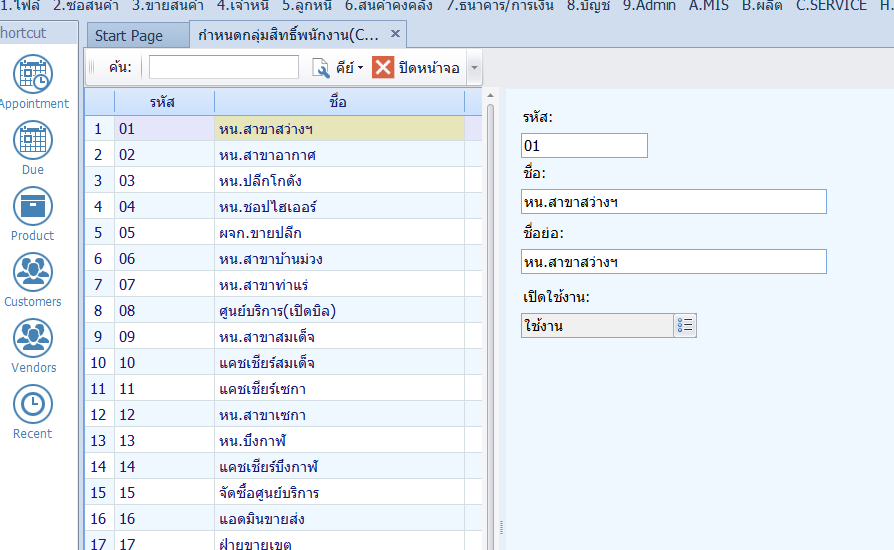 1.ไฟล์ 2.ซื้อสินค้า 3.ขายสินค้า 4.เจ้าหนี้ 5.ลูกหนี้ 6.สินค้าคงคลัง 7.ธนาคาร/การเงิน 8.บัญชี 9.Admin A.MIS B.ผลิต C.SERVICE H.
hortcut
Start Page กำหนดกลุ่มสิทธิ์พนักงาน(C...
ค้น: คีย์ ปิดหน้าจอ
Appointment
Due
Product
Customers
Vendors
Recent
รหัส ชื่อ
1 01 หน.สาขาสว่างฯ
2 02 หน.สาขาอากาศ
3 03 หน.ปลีกโกดัง
4 04 หน.ชอปไฮเออร์
5 05 ผจก.ขายปลีก
6 06 หน.สาขาบ้านม่วง
7 07 หน.สาขาท่าแร่
8 08 ศูนย์บริการ(เปิดบิล)
9 09 หน.สาขาสมเด็จ
10 10 แคชเชียร์สมเด็จ
11 11 แคชเชียร์เซกา
12 12 หน.สาขาเซกา
13 13 หน.บึงกาฬ
14 14 แคชเชียร์บึงกาฬ
15 15 จัดซื้อศูนย์บริการ
16 16 แอดมินขายส่ง
17 17 ฝ่ายขายเขต
รหัส:
01
ชื่อ:
หน.สาขาสว่างฯ
ชื่อย่อ:
หน.สาขาสว่างฯ
เปิดใช้งาน:
ใช้งาน